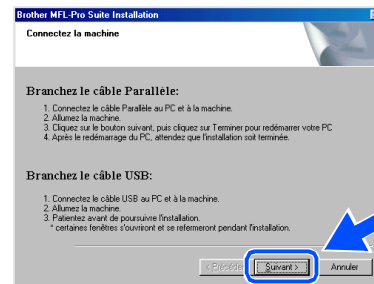 Brother MFL-Pro Suite Installation
Connectez la machine
Branchez le câble Parallèle:
1. Connectez le câble Parallèle au PC et à la machine.
2. Allumez la machine.
3. Cliquez sur le bouton suivant, puis cliquez sur Terminer pour redémarrer votre PC
4. Après le redémarrage du PC, attendez que l'installation soit terminée.
Branchez le câble USB:
1. Connectez le câble USB au PC et à la machine.
2. Allumez la machine.
3. Patientez avant de poursuivre l'installation.
* certaines fenêtres s'ouvriront et se refermeront pendant l'installation.
Suivant > Annuler